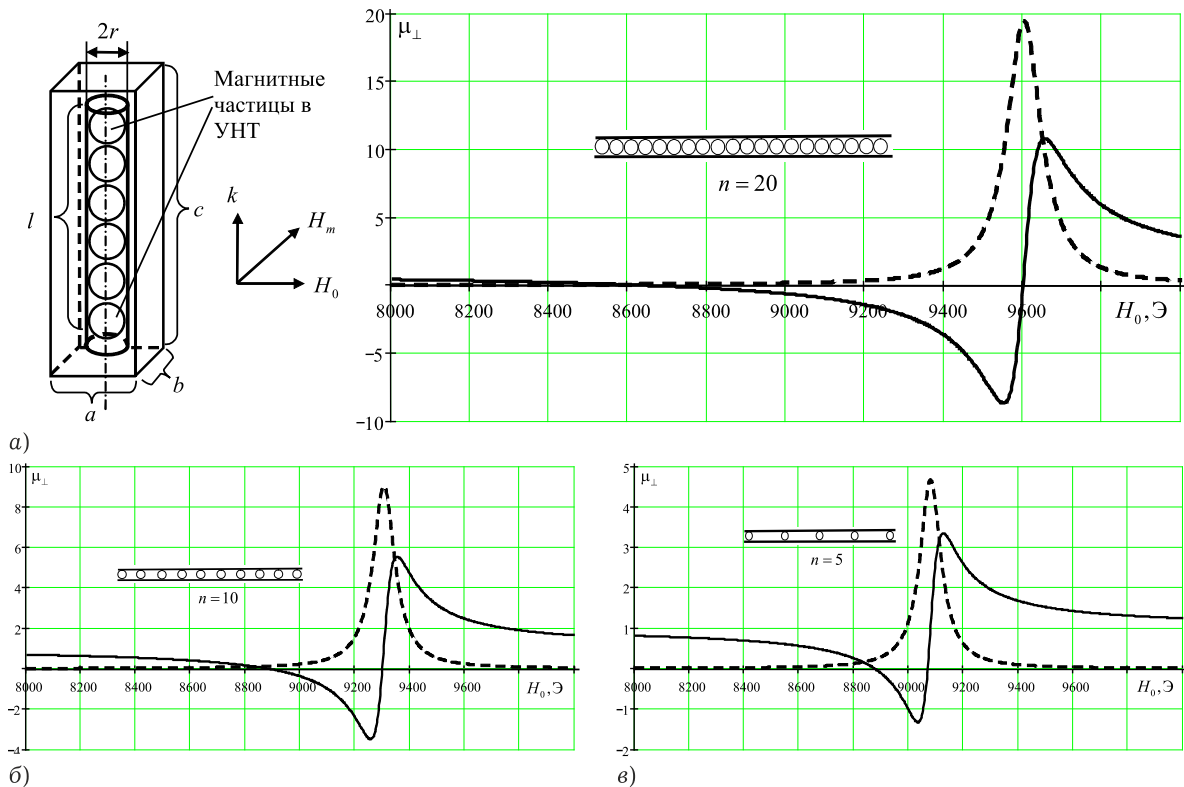 2r
Магнитные
частицы в
УНТ
l
c
k
H_m
H_0
b
a
а)
20
15
10
5
−5
−10
μ_⊥
n = 20
8000 8200 8400 8600 8800 9000 9200 9400 9600
H_0, Э
10
8
6
4
2
0
−2
−4
μ_⊥
n = 10
8000 8200 8400 8600 8800 9000 9200 9400 9600
H_0, Э
б)
5
4
3
2
1
0
−1
−2
μ_⊥
n = 5
8000 8200 8400 8600 8800 9000 9200 9400 9600
H_0, Э
в)